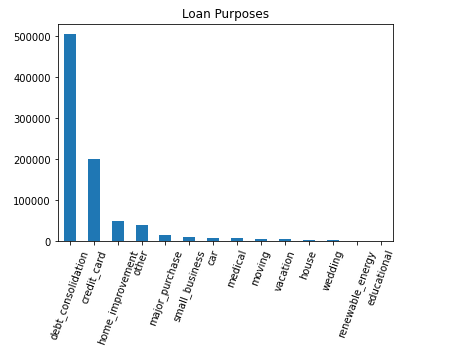 Loan Purposes
500000
400000
300000
200000
100000
0
debt_consolidation
credit_card
home_improvement
other
major_purchase
small_business
car
medical
moving
vacation
house
wedding
renewable_energy
educational